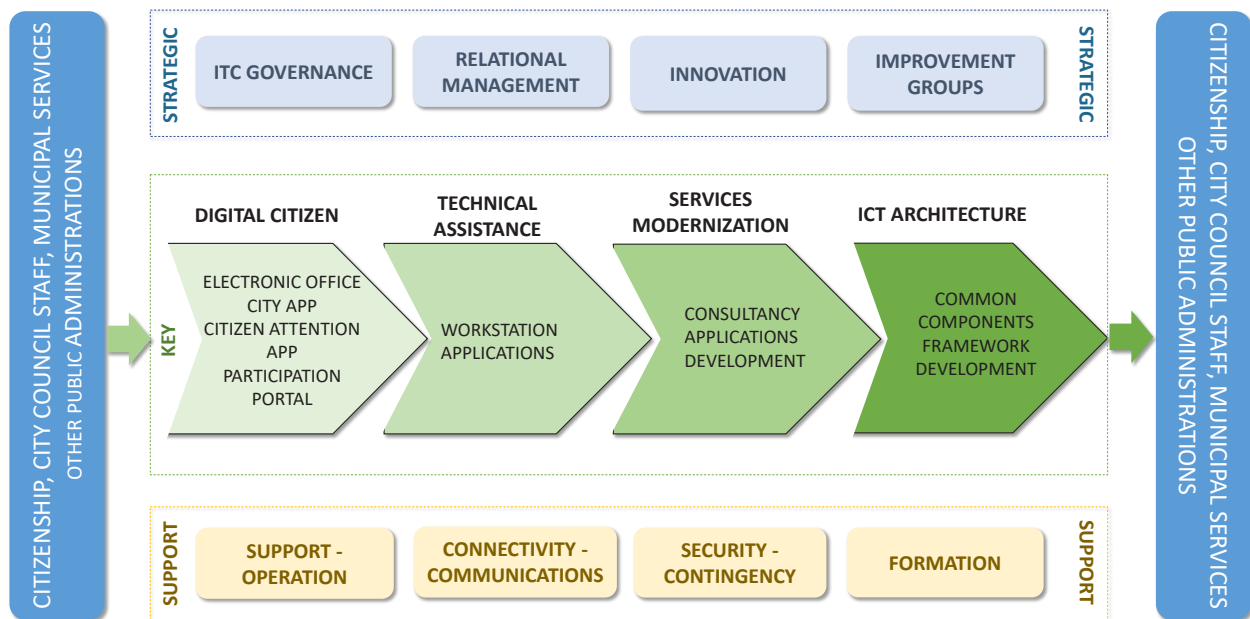 CITIZENSHIP, CITY COUNCIL STAFF, MUNICIPAL SERVICES
OTHER PUBLIC ADMINISTRATIONS
STRATEGIC
ITC GOVERNANCE
RELATIONAL
MANAGEMENT
INNOVATION
IMPROVEMENT
GROUPS
STRATEGIC
KEY
DIGITAL CITIZEN
ELECTRONIC OFFICE
CITY APP
CITIZEN ATTENTION
APP
PARTICIPATION
PORTAL
TECHNICAL
ASSISTANCE
WORKSTATION
APPLICATIONS
SERVICES
MODERNIZATION
CONSULTANCY
APPLICATIONS
DEVELOPMENT
ICT ARCHITECTURE
COMMON
COMPONENTS
FRAMEWORK
DEVELOPMENT
SUPPORT
SUPPORT -
OPERATION
CONNECTIVITY -
COMMUNICATIONS
SECURITY -
CONTINGENCY
FORMATION
SUPPORT
CITIZENSHIP, CITY COUNCIL STAFF, MUNICIPAL SERVICES
OTHER PUBLIC ADMINISTRATIONS